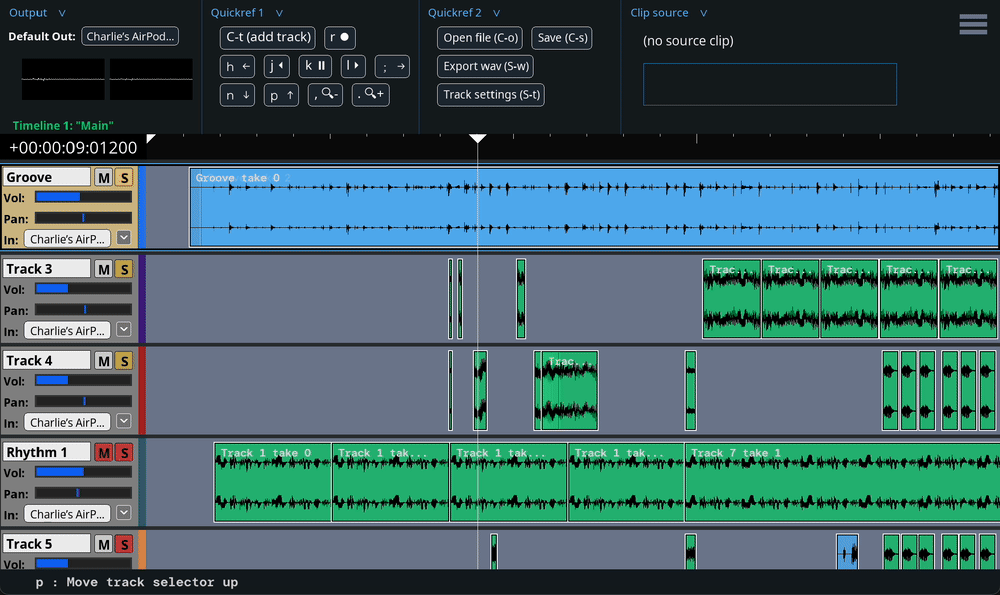 Output ∨
Default Out: Charlie's AirPod...
Quickref 1 ∨
C-t (add track) r ●
h ← j ⏴ k ⏸ l ⏵ ; →
n ↓ p ↑ , 🔍- . 🔍+
Quickref 2 ∨
Open file (C-o) Save (C-s)
Export wav (S-w)
Track settings (S-t)
Clip source ∨
(no source clip)
Timeline 1: "Main"
+00:00:09:01200
Groove M S
Vol:
Pan:
In: Charlie's AirP...
Groove take 0
Track 3 M S
Vol:
Pan:
In: Charlie's AirP...
Trac... Trac... Trac... Trac... Trac...
Track 4 M S
Vol:
Pan:
In: Charlie's AirP...
Trac...
Rhythm 1 M S
Vol:
Pan:
In: Charlie's AirP...
Track 1 take 0 Track 1 tak... Track 1 tak... Track 1 tak... Track 7 take 1
Track 5 M S
Vol:
p : Move track selector up